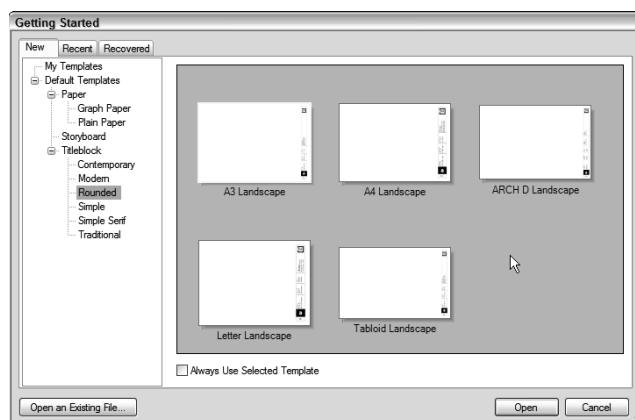 Getting Started
New Recent Recovered
My Templates
Default Templates
Paper
Graph Paper
Plain Paper
Storyboard
Titleblock
Contemporary
Modern
Rounded
Simple
Simple Serif
Traditional
A3 Landscape A4 Landscape ARCH D Landscape
Letter Landscape Tabloid Landscape
Always Use Selected Template
Open an Existing File... Open Cancel